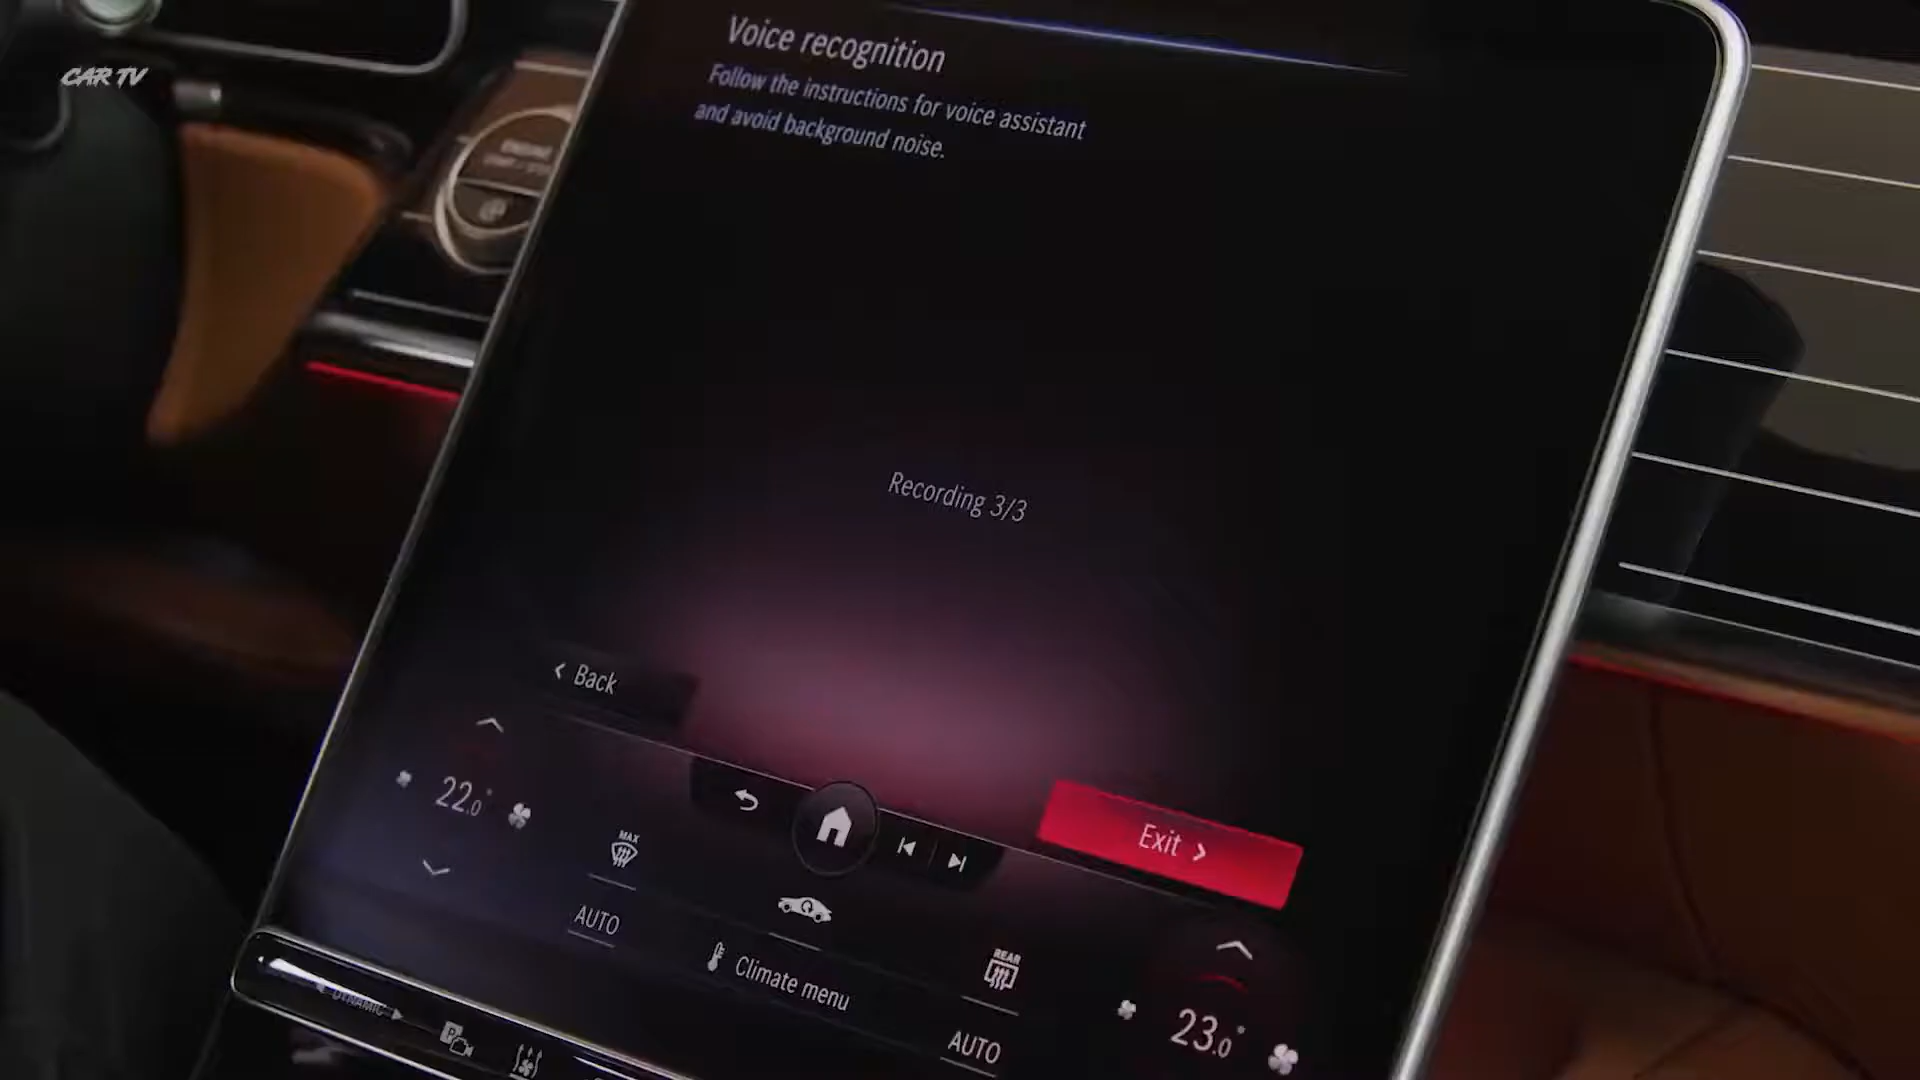 CAR TV
Voice recognition
Follow the instructions for voice assistant
and avoid background noise.
ENGINE
Recording 3/3
Back
22.0°
MAX
Exit
AUTO
Climate menu
REAR
23.0°
AUTO
DYNAMIC
P